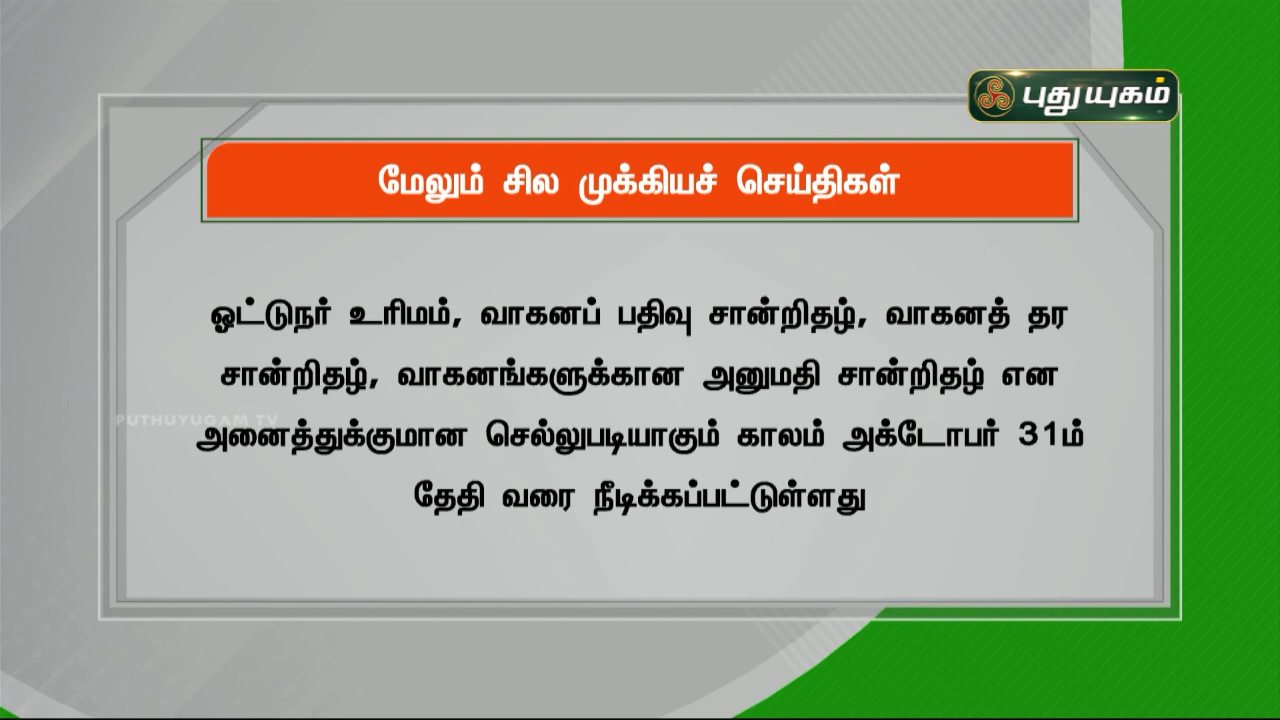 புதுயுகம்
மேலும் சில முக்கியச் செய்திகள்
ஓட்டுநர் உரிமம், வாகனப் பதிவு சான்றிதழ், வாகனத் தர
சான்றிதழ், வாகனங்களுக்கான அனுமதி சான்றிதழ் என
PUTHUYUGAM TV
அனைத்துக்குமான செல்லுபடியாகும் காலம் அக்டோபர் 31ம்
தேதி வரை நீடிக்கப்பட்டுள்ளது